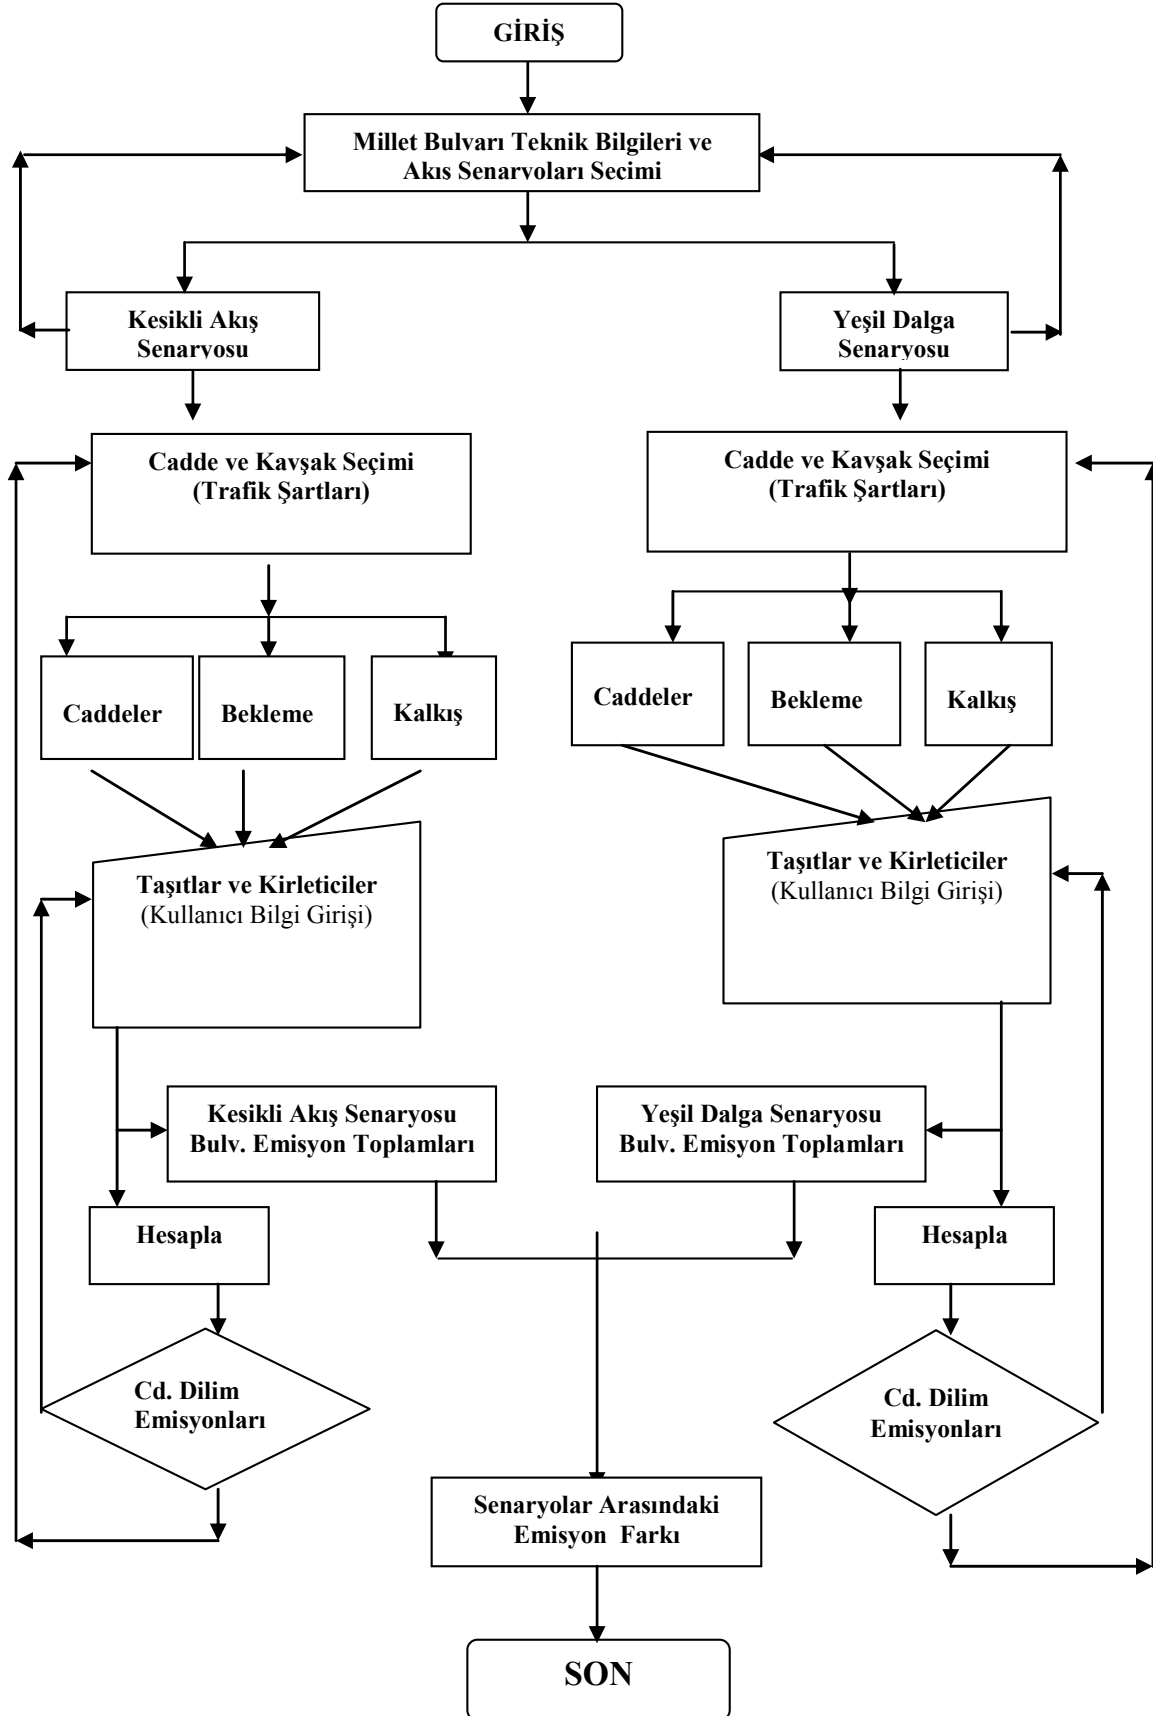 GİRİŞ
Millet Bulvarı Teknik Bilgileri ve
Akıs Senarvoları Secimi
Kesikli Akış
Senaryosu
Yeşil Dalga
Senaryosu
Cadde ve Kavşak Seçimi
(Trafik Şartları)
Cadde ve Kavşak Seçimi
(Trafik Şartları)
Caddeler
Bekleme
Kalkış
Caddeler
Bekleme
Kalkış
Taşıtlar ve Kirleticiler
(Kullanıcı Bilgi Girişi)
Taşıtlar ve Kirleticiler
(Kullanıcı Bilgi Girişi)
Kesikli Akış Senaryosu
Bulv. Emisyon Toplamları
Yeşil Dalga Senaryosu
Bulv. Emisyon Toplamları
Hesapla
Hesapla
Cd. Dilim
Emisyonları
Cd. Dilim
Emisyonları
Senaryolar Arasındaki
Emisyon Farkı
SON